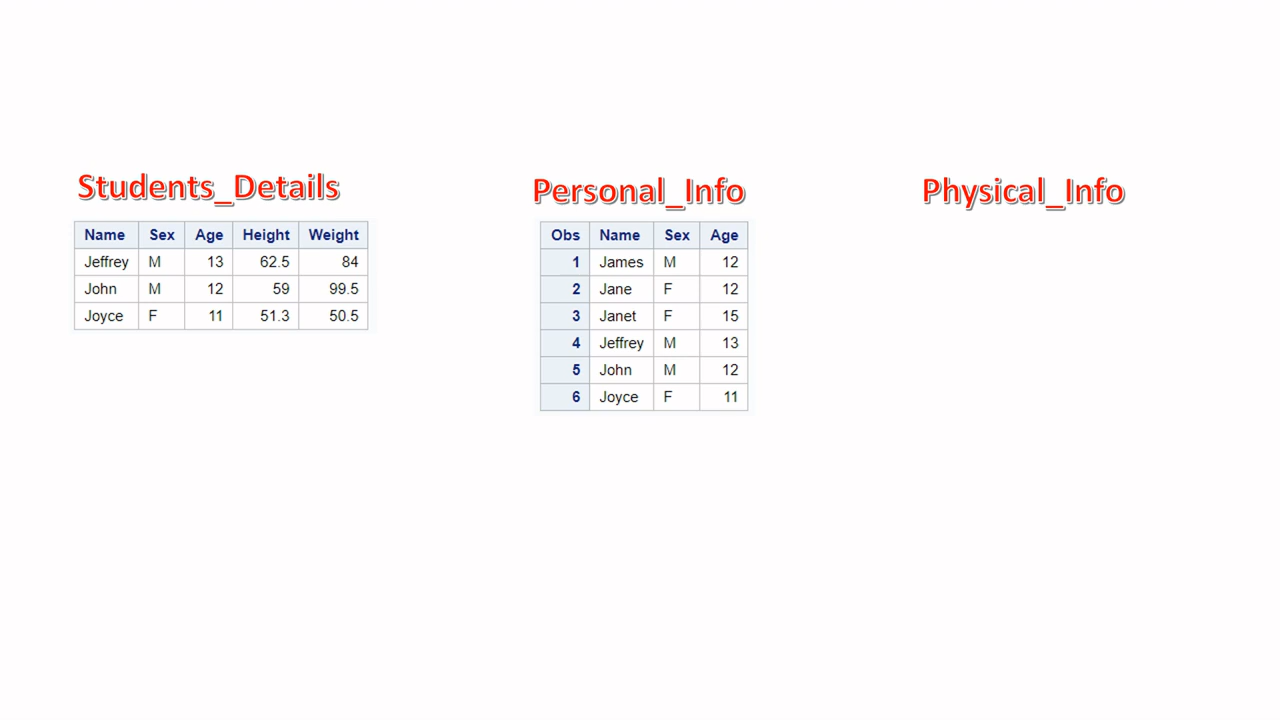 Students_Details
Name Sex Age Height Weight
Jeffrey M 13 62.5 84
John M 12 59 99.5
Joyce F 11 51.3 50.5
Personal_Info
Obs Name Sex Age
1 James M 12
2 Jane F 12
3 Janet F 15
4 Jeffrey M 13
5 John M 12
6 Joyce F 11
Physical_Info